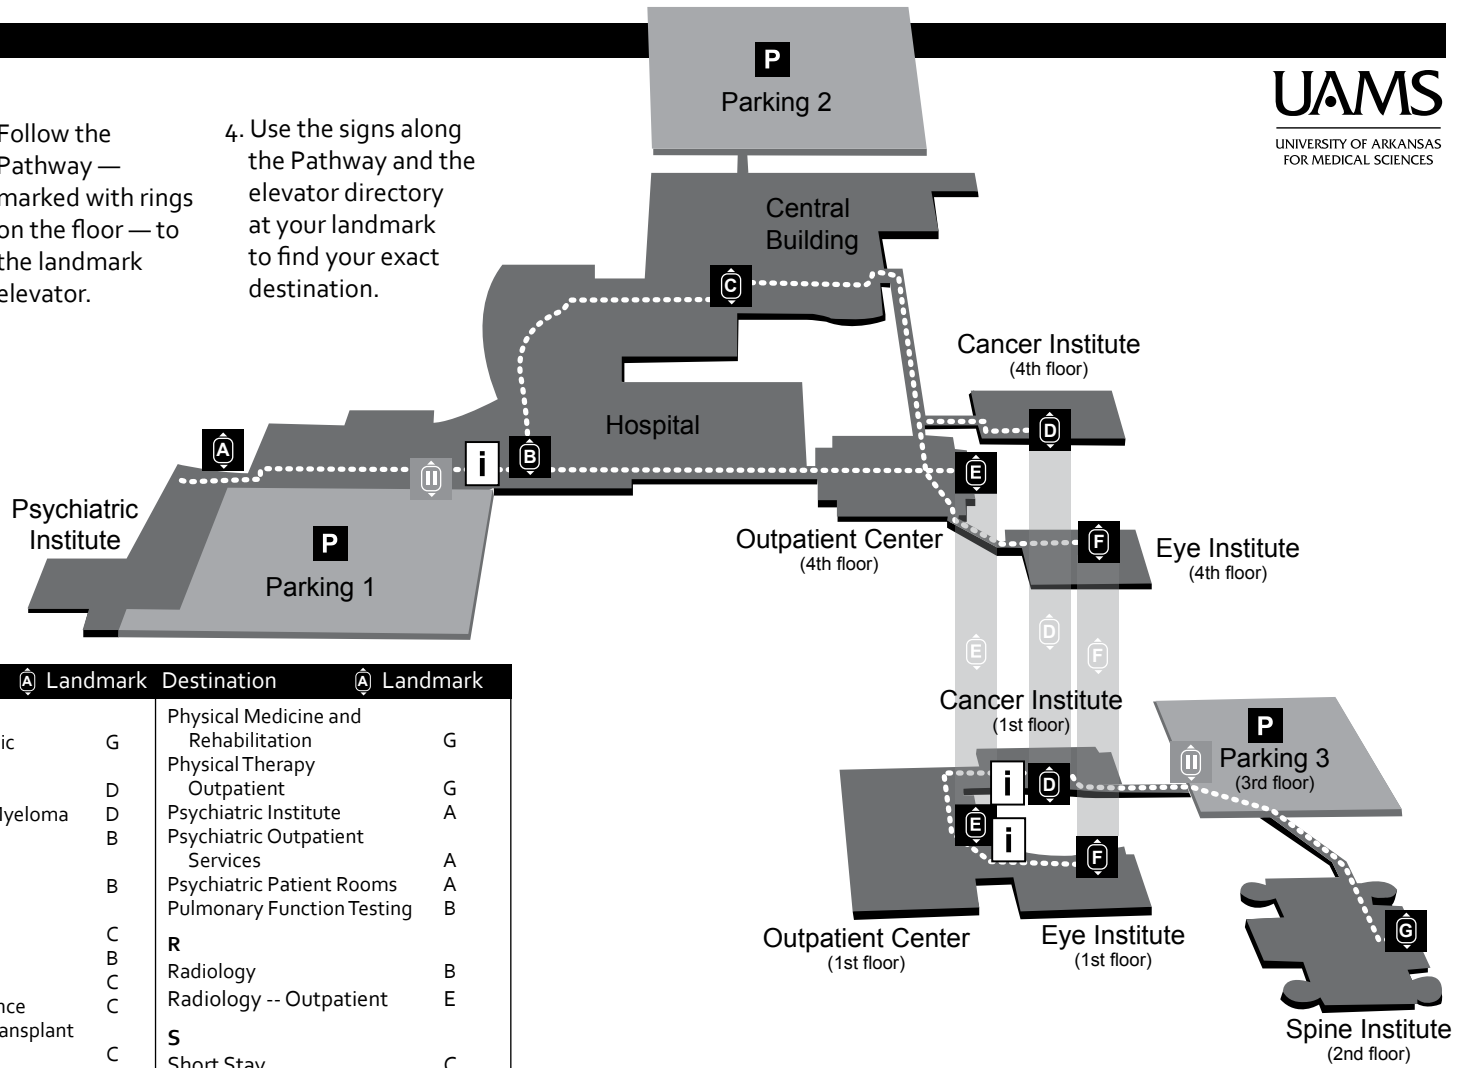 P
Parking 2
UAMS
UNIVERSITY OF ARKANSAS
FOR MEDICAL SCIENCES
Follow the
Pathway —
marked with rings
on the floor — to
the landmark
elevator.
4. Use the signs along
the Pathway and the
elevator directory
at your landmark
to find your exact
destination.
Central
Building
C
Cancer Institute
(4th floor)
D
Hospital
A
i
B
E
Psychiatric
Institute
P
Parking 1
Outpatient Center
(4th floor)
F
Eye Institute
(4th floor)
E
D
F
Cancer Institute
(1st floor)
P
Parking 3
(3rd floor)
i
D
E
i
F
Outpatient Center
(1st floor)
Eye Institute
(1st floor)
G
Spine Institute
(2nd floor)
A Landmark
G
D
D
B
B
C
B
C
C
C
Destination A Landmark
Physical Medicine and
Rehabilitation G
Physical Therapy
Outpatient G
Psychiatric Institute A
Psychiatric Outpatient
Services A
Psychiatric Patient Rooms A
Pulmonary Function Testing B
R
Radiology B
Radiology -- Outpatient E
S
Short Stay C